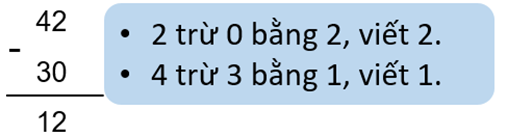 42
-
30
12
• 2 trừ 0 bằng 2, viết 2.
• 4 trừ 3 bằng 1, viết 1.